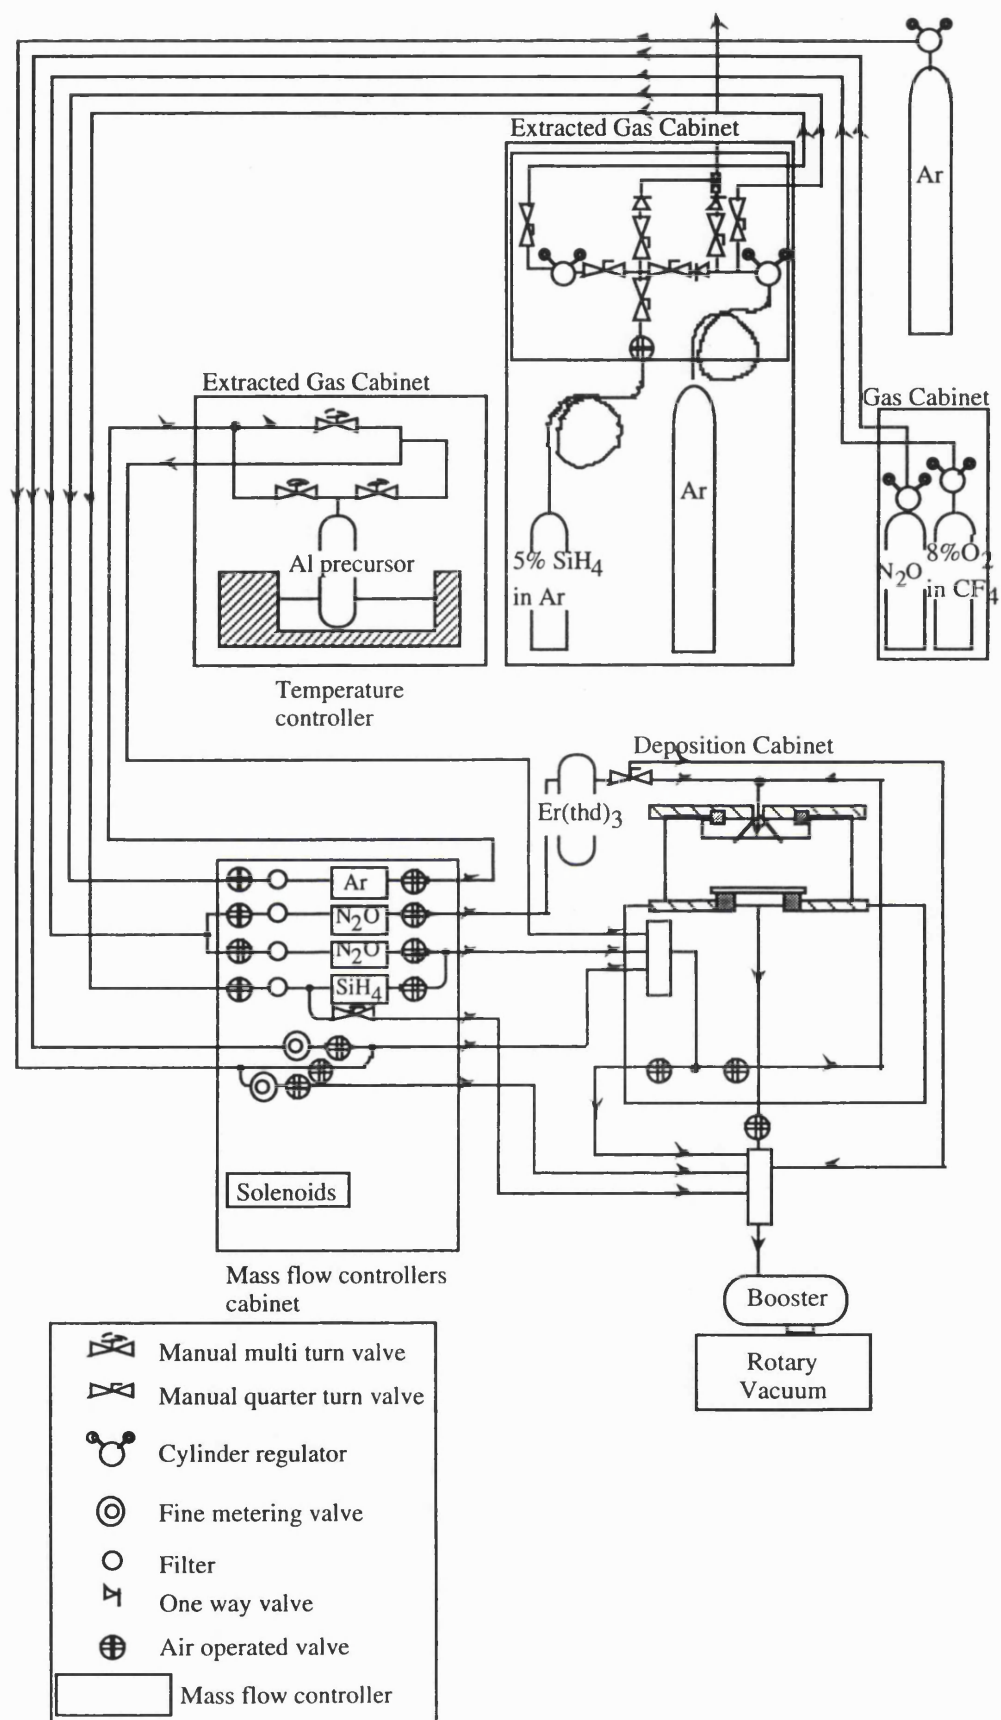 Extracted Gas Cabinet
Ar
Extracted Gas Cabinet
Gas Cabinet
Ar
5% SiH4
in Ar
N2O
8%O2
in CF4
Al precursor
Temperature
controller
Deposition Cabinet
Er(thd)3
Ar
N2O
N2O
SiH4
Solenoids
Mass flow controllers
cabinet
Booster
Rotary
Vacuum
Manual multi turn valve
Manual quarter turn valve
Cylinder regulator
Fine metering valve
Filter
One way valve
Air operated valve
Mass flow controller